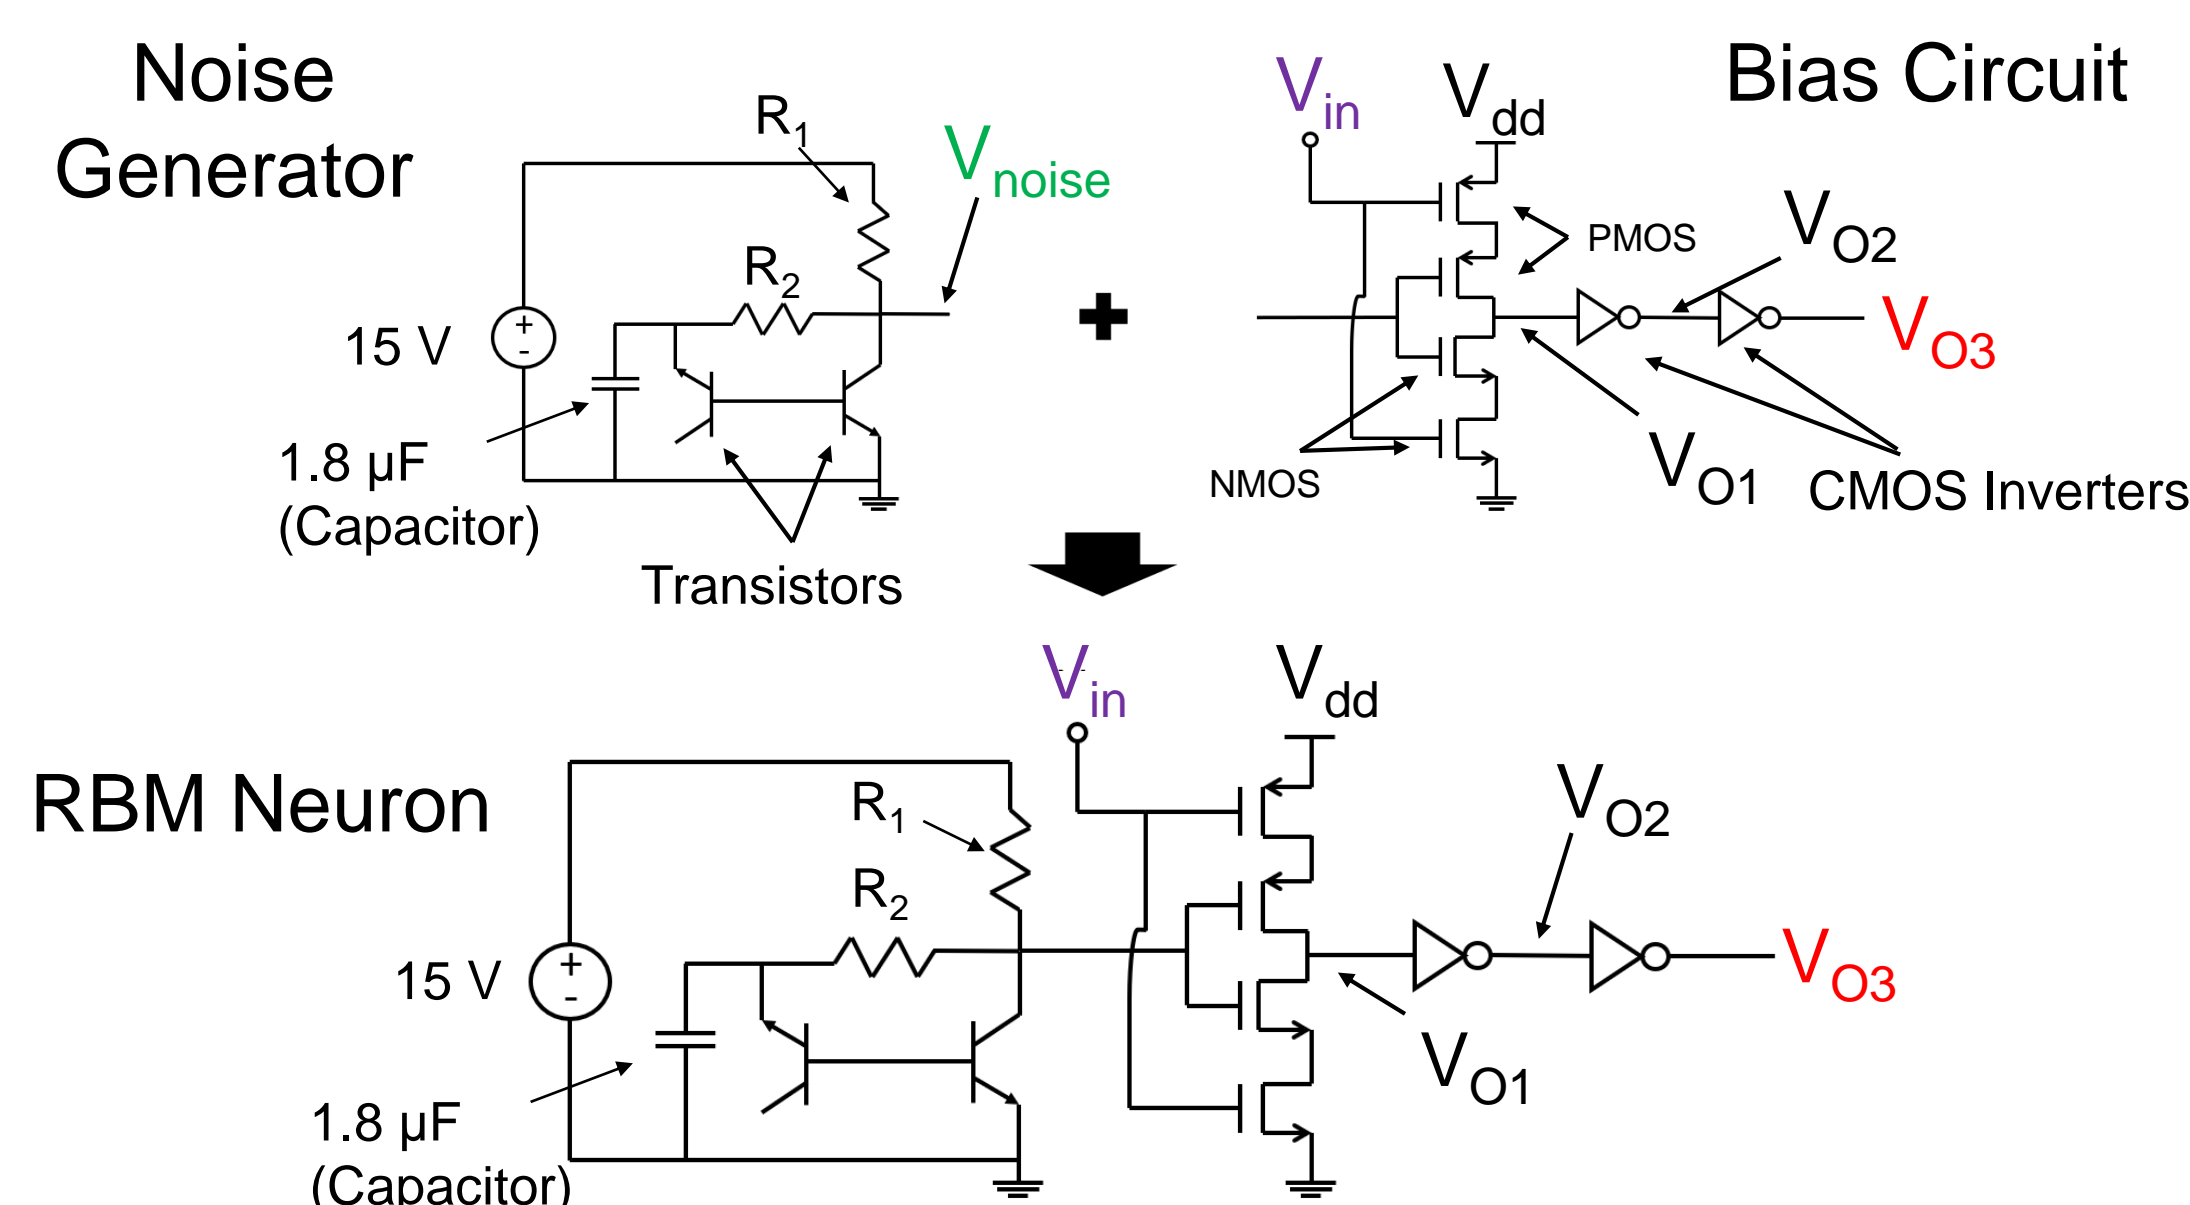 Noise
Generator
R1
Vnoise
R2
15 V
+
-
1.8 µF
(Capacitor)
Transistors
Vin
Vdd
Bias Circuit
PMOS
VO2
VO3
NMOS
VO1
CMOS Inverters
RBM Neuron
Vin
Vdd
R1
R2
VO2
15 V
+
-
VO3
VO1
1.8 µF
(Capacitor)